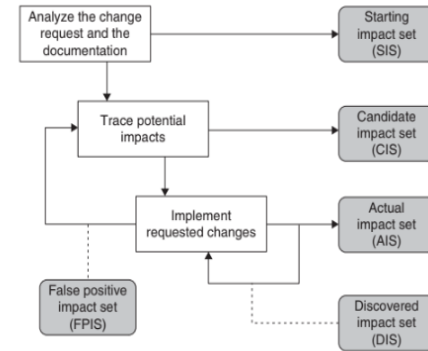 Analyze the change
request and the
documentation
Starting
impact set
(SIS)
Trace potential
impacts
Candidate
impact set
(CIS)
Implement
requested changes
Actual
impact set
(AIS)
False positive
impact set
(FPIS)
Discovered
impact set
(DIS)